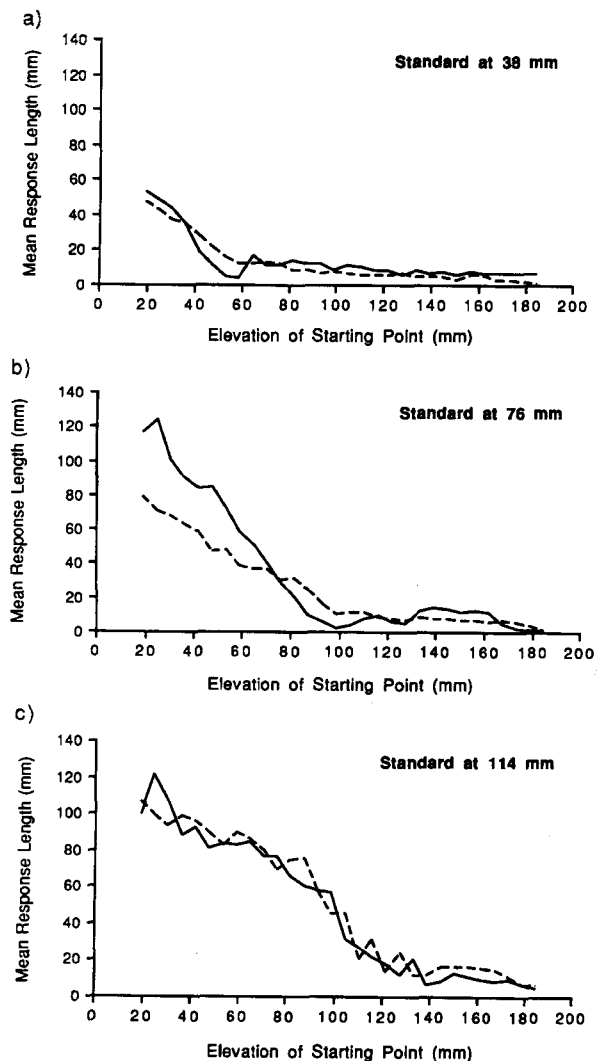 a)
Standard at 38 mm
Mean Response Length (mm)
140
120
100
80
60
40
20
0
0 20 40 60 80 100 120 140 160 180 200
Elevation of Starting Point (mm)
b)
Standard at 76 mm
Mean Response Length (mm)
140
120
100
80
60
40
20
0
0 20 40 60 80 100 120 140 160 180 200
Elevation of Starting Point (mm)
c)
Standard at 114 mm
Mean Response Length (mm)
140
120
100
80
60
40
20
0
0 20 40 60 80 100 120 140 160 180 200
Elevation of Starting Point (mm)